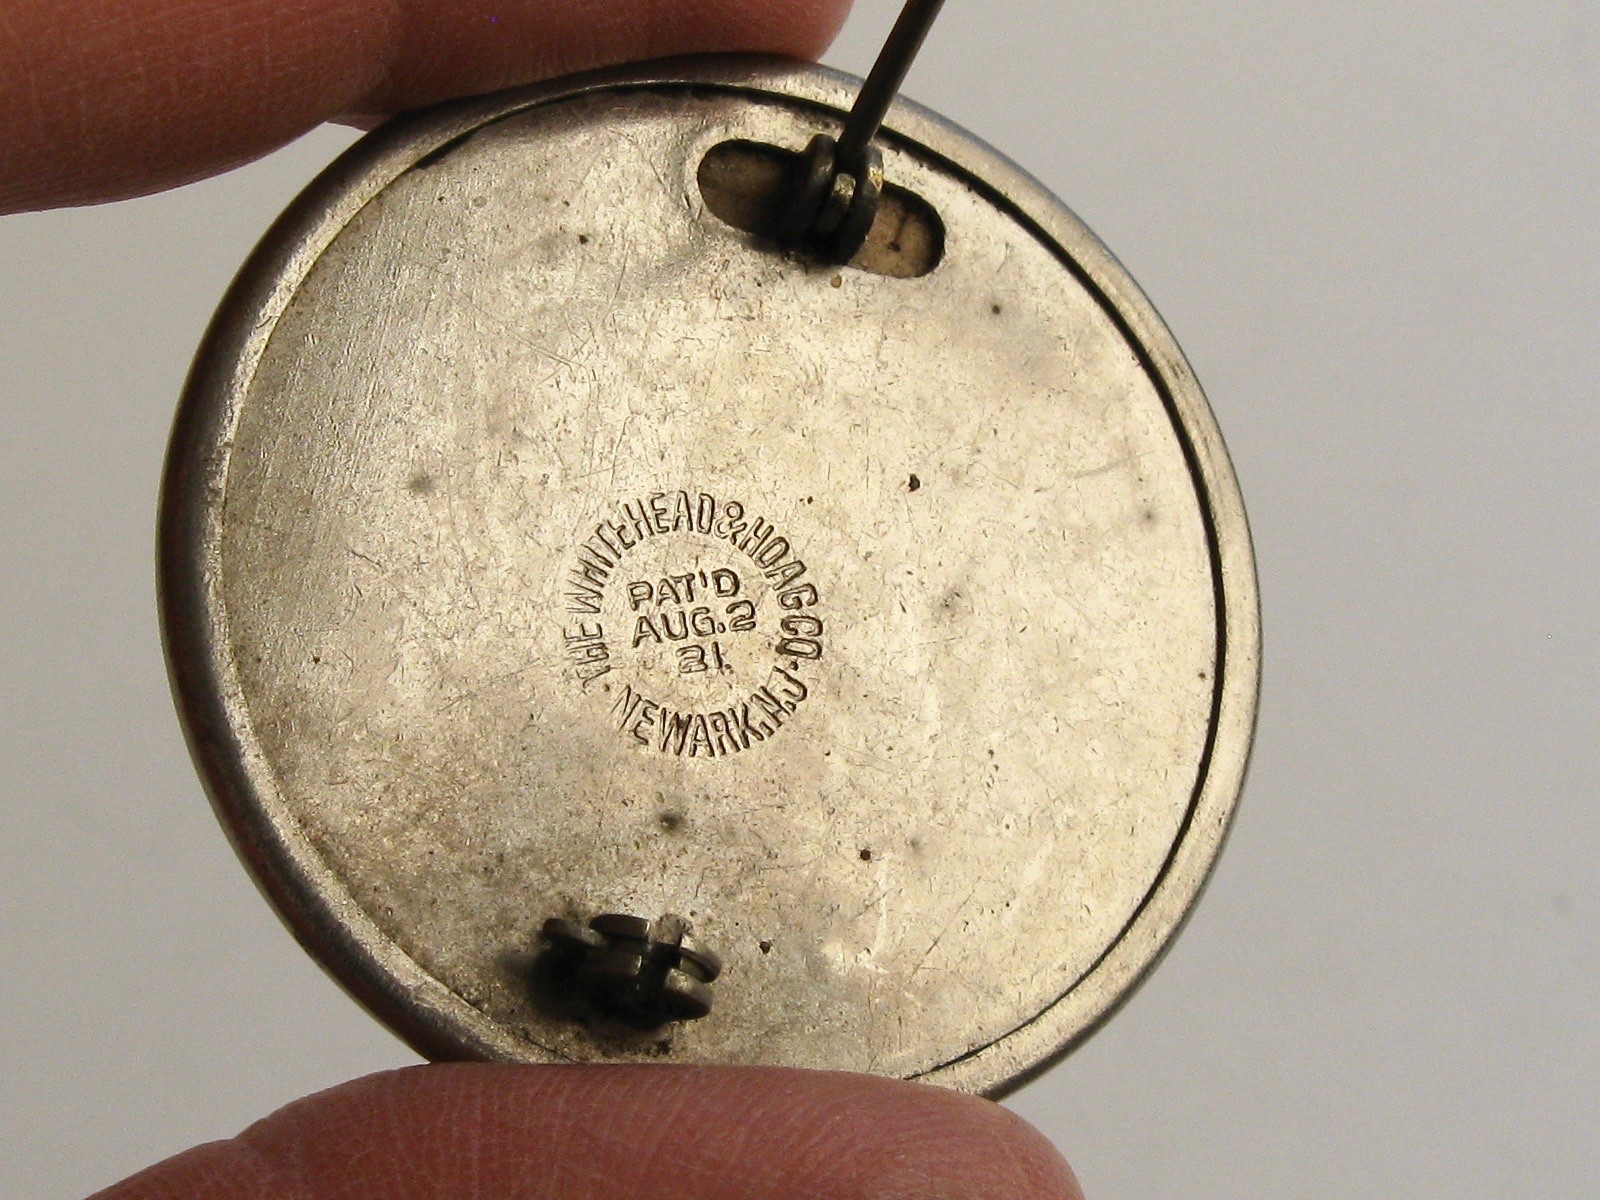 THE WHITEHEAD & HOAG CO.
PAT'D
AUG. 2
21.
NEWARK, N.J.